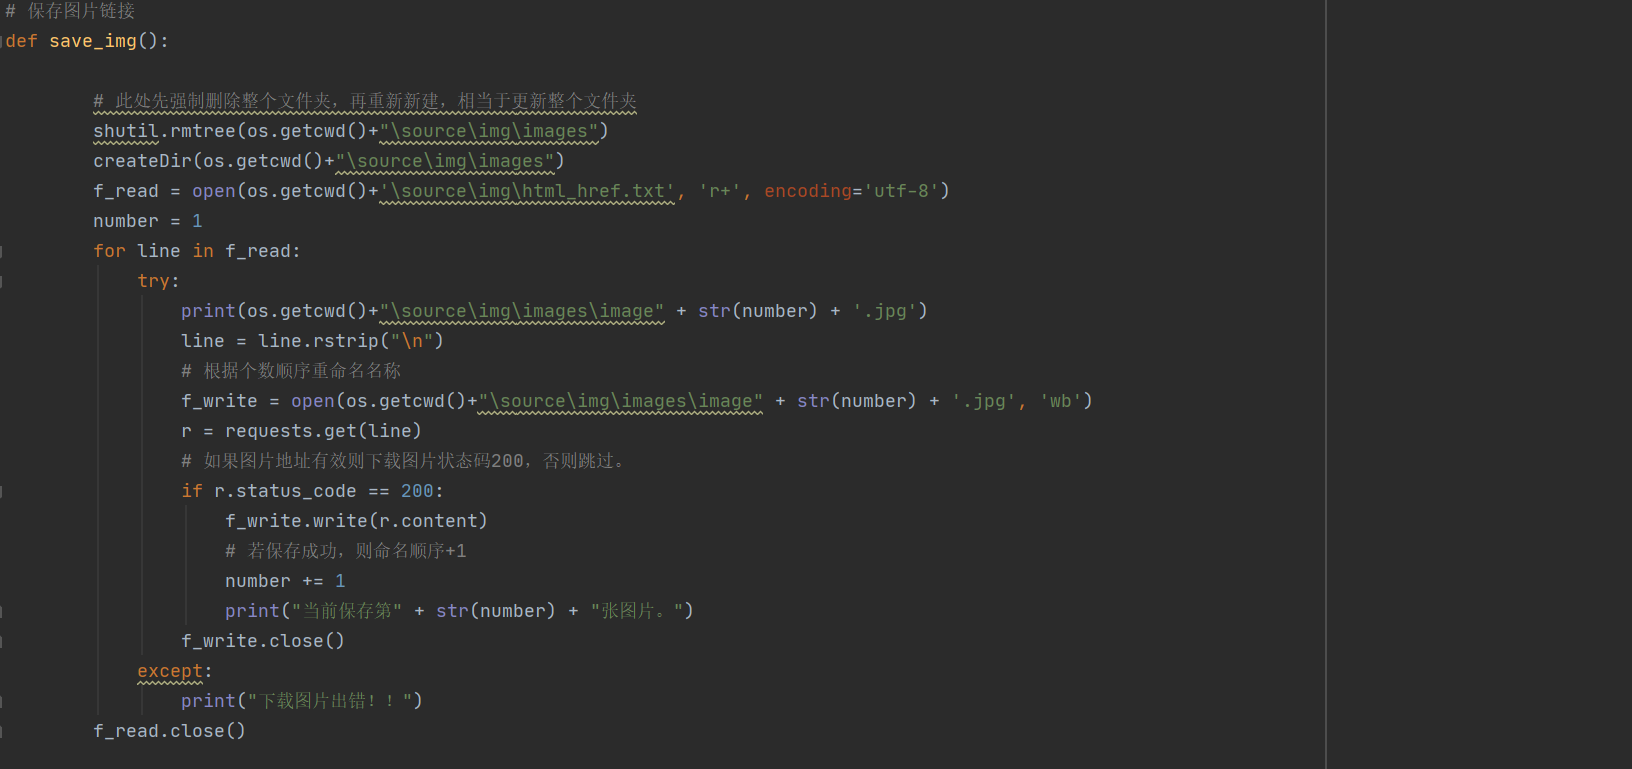 # 保存图片链接
def save_img():
# 此处先强制删除整个文件夹，再重新新建，相当于更新整个文件夹
shutil.rmtree(os.getcwd()+"\source\img\images")
createDir(os.getcwd()+"\source\img\images")
f_read = open(os.getcwd()+'\source\img\html_href.txt', 'r+', encoding='utf-8')
number = 1
for line in f_read:
try:
print(os.getcwd()+"\source\img\images\image" + str(number) + '.jpg')
line = line.rstrip("\n")
# 根据个数顺序重命名名称
f_write = open(os.getcwd()+"\source\img\images\image" + str(number) + '.jpg', 'wb')
r = requests.get(line)
# 如果图片地址有效则下载图片状态码200，否则跳过。
if r.status_code == 200:
f_write.write(r.content)
# 若保存成功，则命名顺序+1
number += 1
print("当前保存第" + str(number) + "张图片。")
f_write.close()
except:
print("下载图片出错！！")
f_read.close()